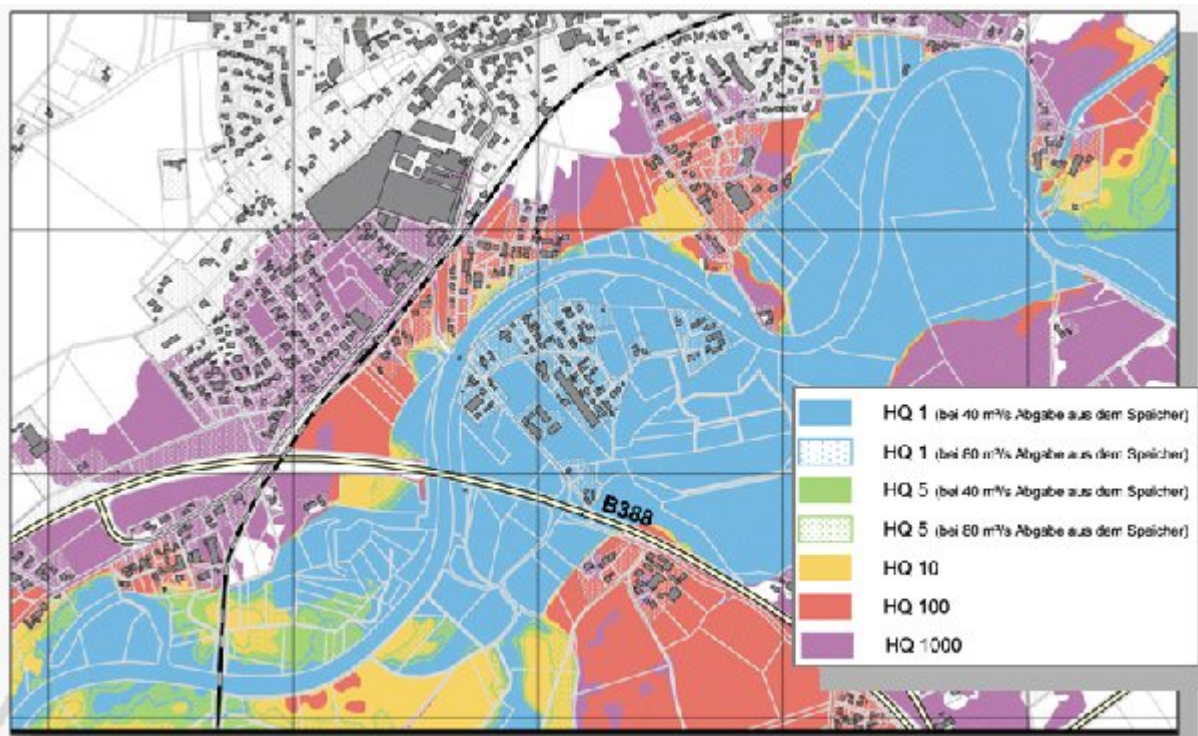 B388
HQ 1 (bei 40 m³/s Abgabe aus dem Speicher)
HQ 1 (bei 80 m³/s Abgabe aus dem Speicher)
HQ 5 (bei 40 m³/s Abgabe aus dem Speicher)
HQ 5 (bei 80 m³/s Abgabe aus dem Speicher)
HQ 10
HQ 100
HQ 1000